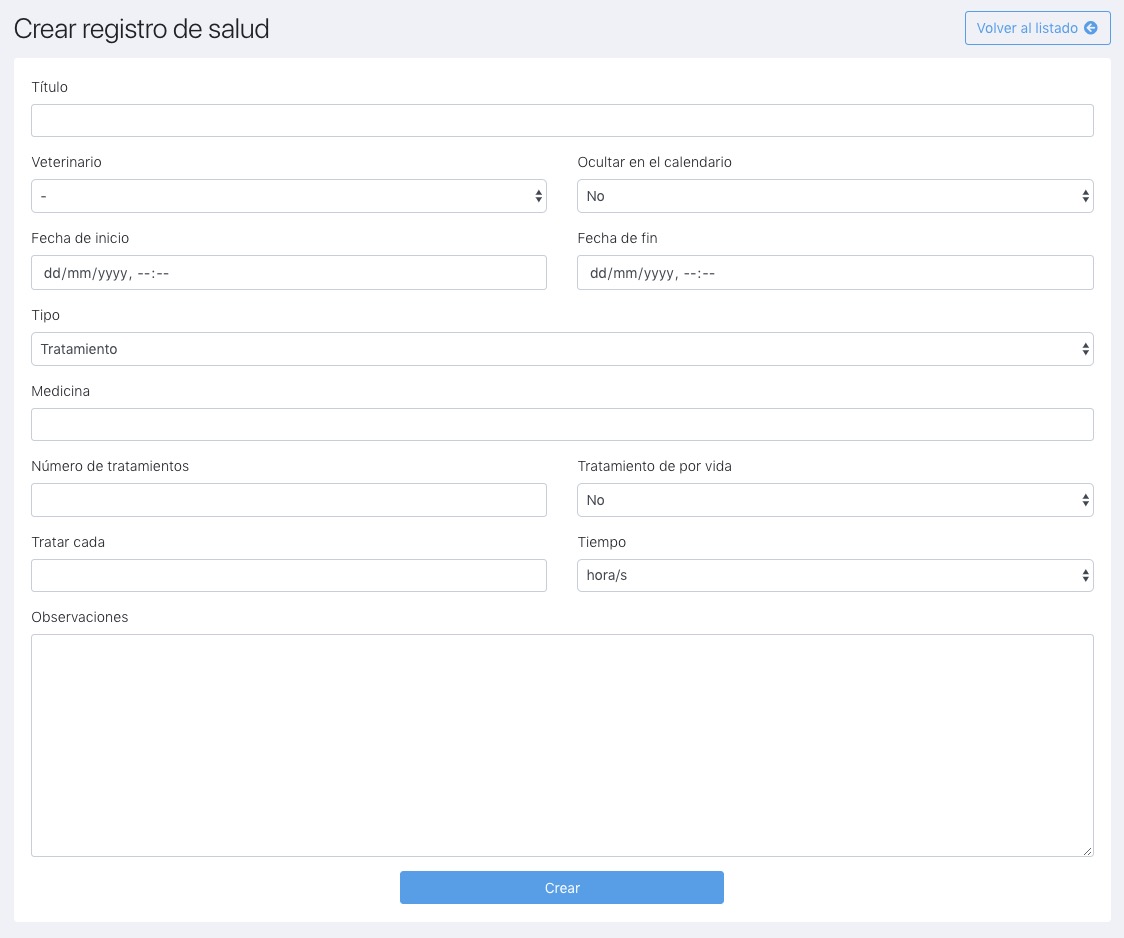 Crear registro de salud
Volver al listado
Título
Veterinario
Ocultar en el calendario
-
No
Fecha de inicio
Fecha de fin
dd/mm/yyyy, --:--
dd/mm/yyyy, --:--
Tipo
Tratamiento
Medicina
Número de tratamientos
Tratamiento de por vida
No
Tratar cada
Tiempo
hora/s
Observaciones
Crear